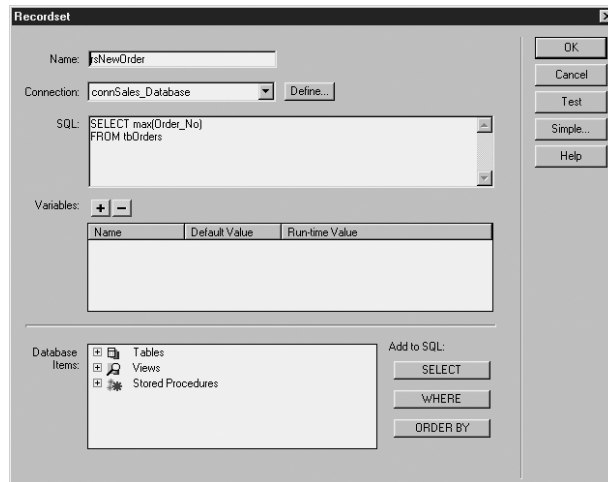 Recordset
Name: rsNewOrder
Connection: connSales_Database Define...
SQL: SELECT max(Order_No)
FROM tbOrders
Variables: + −
Name Default Value Run-time Value
Database Items:
Tables
Views
Stored Procedures
Add to SQL:
SELECT
WHERE
ORDER BY
OK
Cancel
Test
Simple...
Help